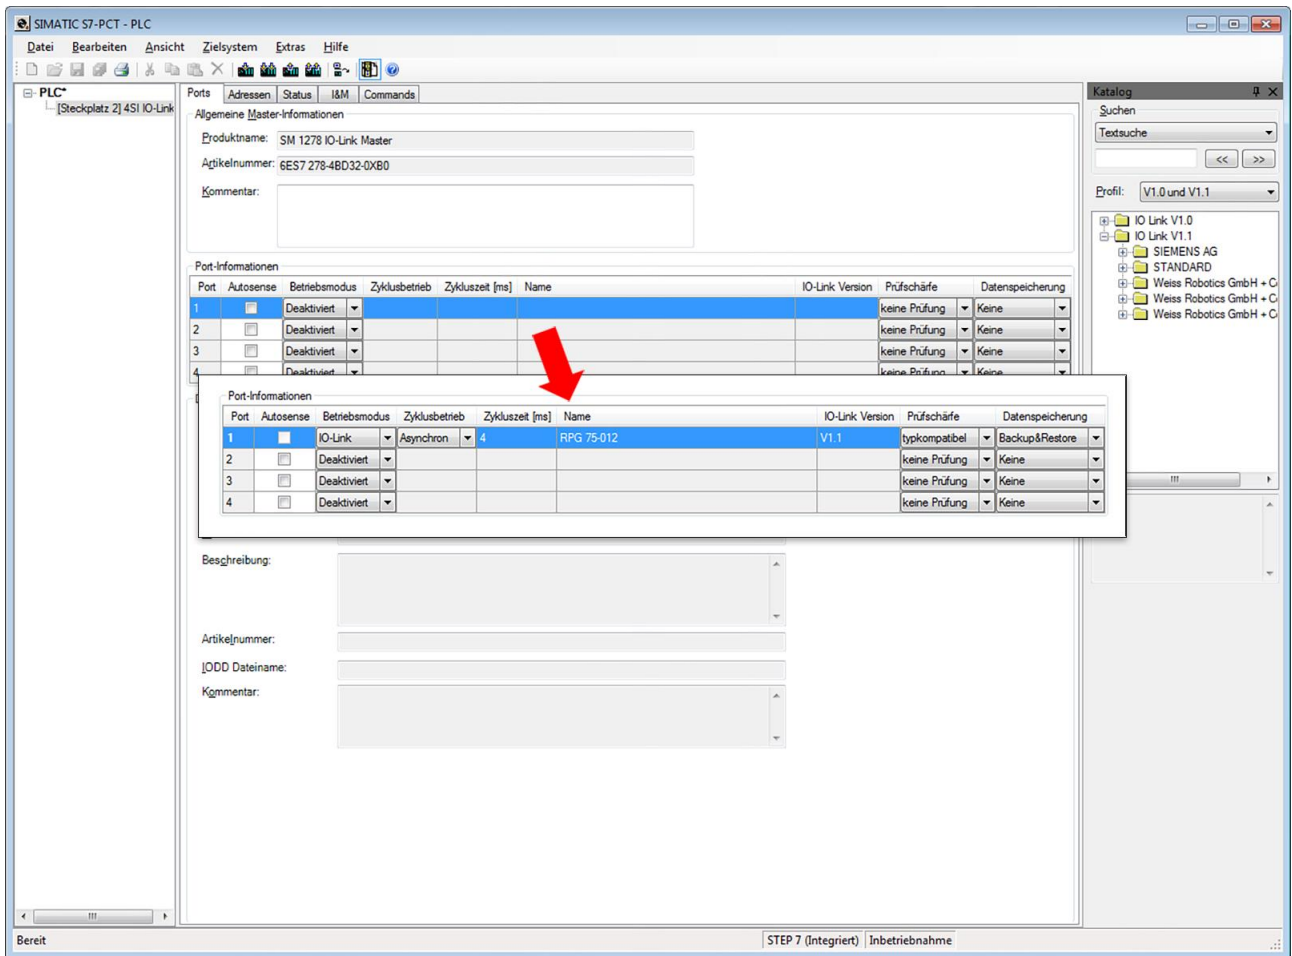 SIMATIC S7-PCT - PLC
Datei Bearbeiten Ansicht Zielsystem Extras Hilfe
PLC*
[Steckplatz 2] 4SI IO-Link
Ports Adressen Status I&M Commands
Allgemeine Master-Informationen
Produktname: SM 1278 IO-Link Master
Artikelnummer: 6ES7 278-4BD32-0XB0
Kommentar:
Port-Informationen
Port Autosense Betriebsmodus Zyklusbetrieb Zykluszeit [ms] Name IO-Link Version Prüfschärfe Datenspeicherung
1 Deaktiviert keine Prüfung Keine
2 Deaktiviert keine Prüfung Keine
3 Deaktiviert keine Prüfung Keine
4 Deaktiviert keine Prüfung Keine
Port-Informationen
Port Autosense Betriebsmodus Zyklusbetrieb Zykluszeit [ms] Name IO-Link Version Prüfschärfe Datenspeicherung
1 IO-Link Asynchron 4 RPG 75-012 V1.1 typkompatibel Backup&Restore
2 Deaktiviert keine Prüfung Keine
3 Deaktiviert keine Prüfung Keine
4 Deaktiviert keine Prüfung Keine
Beschreibung:
Artikelnummer:
IODD Dateiname:
Kommentar:
Katalog
Suchen
Textsuche
<< >>
Profil: V1.0 und V1.1
IO Link V1.0
IO Link V1.1
SIEMENS AG
STANDARD
Weiss Robotics GmbH + C
Weiss Robotics GmbH + C
Weiss Robotics GmbH + C
Bereit STEP 7 (Integriert) Inbetriebnahme